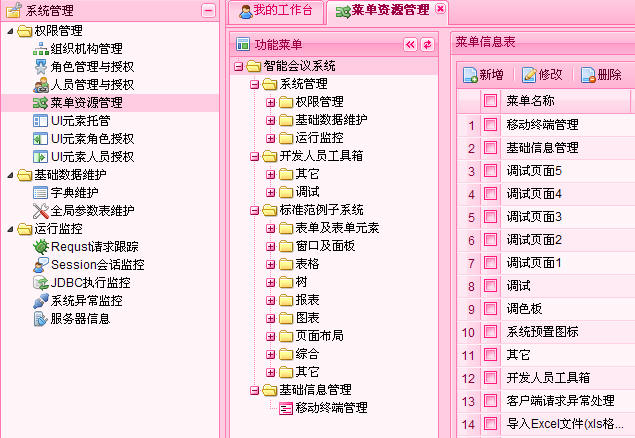 系统管理
权限管理
组织机构管理
角色管理与授权
人员管理与授权
菜单资源管理
UI元素托管
UI元素角色授权
UI元素人员授权
基础数据维护
字典维护
全局参数表维护
运行监控
Requst请求跟踪
Session会话监控
JDBC执行监控
系统异常监控
服务器信息
我的工作台
菜单资源管理
功能菜单
智能会议系统
系统管理
权限管理
基础数据维护
运行监控
开发人员工具箱
其它
调试
标准范例子系统
表单及表单元素
窗口及面板
表格
树
报表
图表
页面布局
综合
其它
基础信息管理
移动终端管理
菜单信息表
新增 修改 删除
菜单名称
1 移动终端管理
2 基础信息管理
3 调试页面5
4 调试页面4
5 调试页面3
6 调试页面2
7 调试页面1
8 调试
9 调色板
10 系统预置图标
11 其它
12 开发人员工具箱
13 客户端请求异常处理
14 导入Excel文件(xls格...